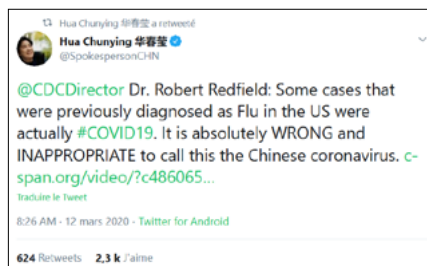 Hua Chunying 华春莹 a retweeté
Hua Chunying 华春莹
@SpokespersonCHN
@CDCDirector Dr. Robert Redfield: Some cases that
were previously diagnosed as Flu in the US were
actually #COVID19. It is absolutely WRONG and
INAPPROPRIATE to call this the Chinese coronavirus. c-
span.org/video/?c486065...
Traduire le Tweet
8:26 AM - 12 mars 2020 - Twitter for Android
624 Retweets 2,3 k J'aime